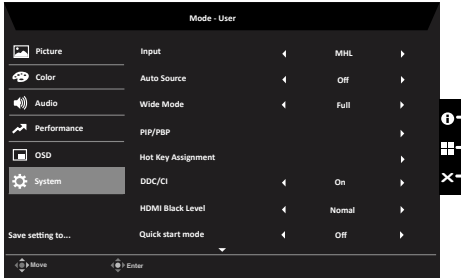 Mode - User
Picture
Color
Audio
Performance
OSD
System
Save setting to...
Input MHL
Auto Source Off
Wide Mode Full
PIP/PBP
Hot Key Assignment
DDC/CI On
HDMI Black Level Nomal
Quick start mode Off
Move Enter